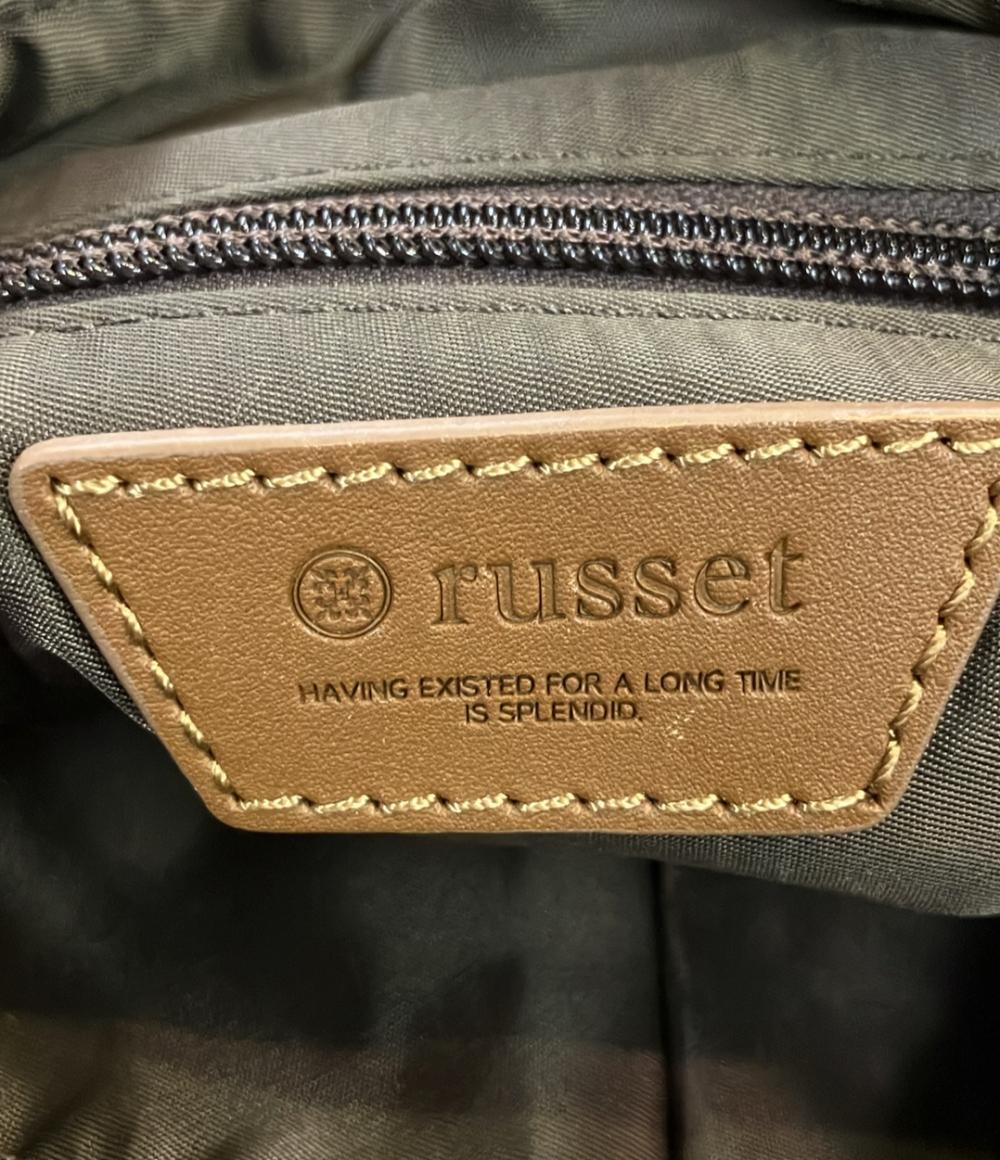 russet
HAVING EXISTED FOR A LONG TIME
IS SPLENDID.